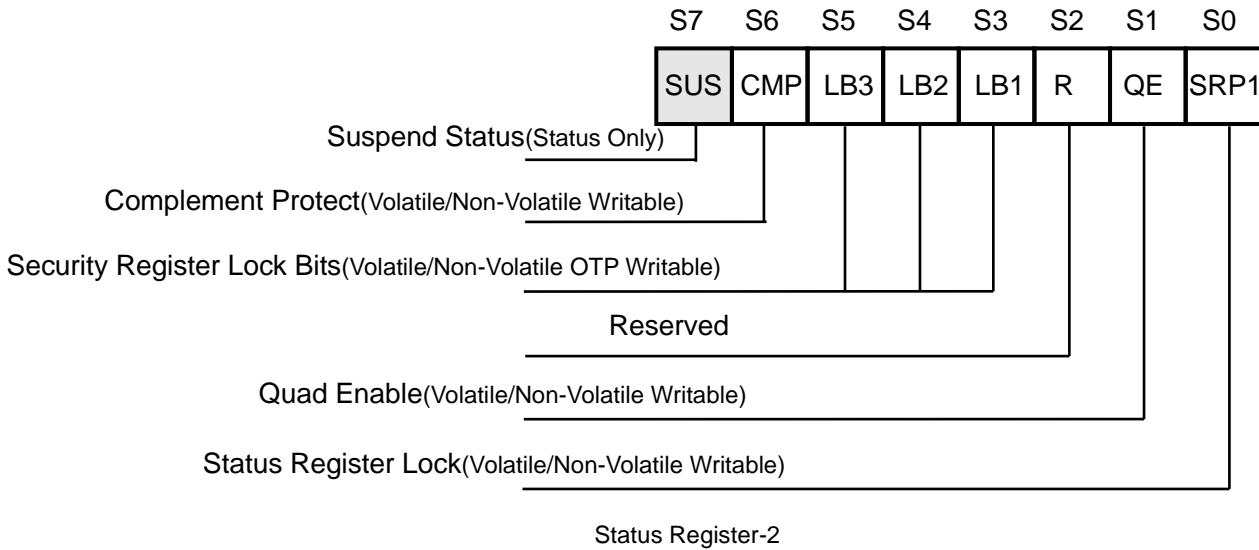 S7 S6 S5 S4 S3 S2 S1 S0
SUS CMP LB3 LB2 LB1 R QE SRP1
Suspend Status(Status Only)
Complement Protect(Volatile/Non-Volatile Writable)
Security Register Lock Bits(Volatile/Non-Volatile OTP Writable)
Reserved
Quad Enable(Volatile/Non-Volatile Writable)
Status Register Lock(Volatile/Non-Volatile Writable)
Status Register-2